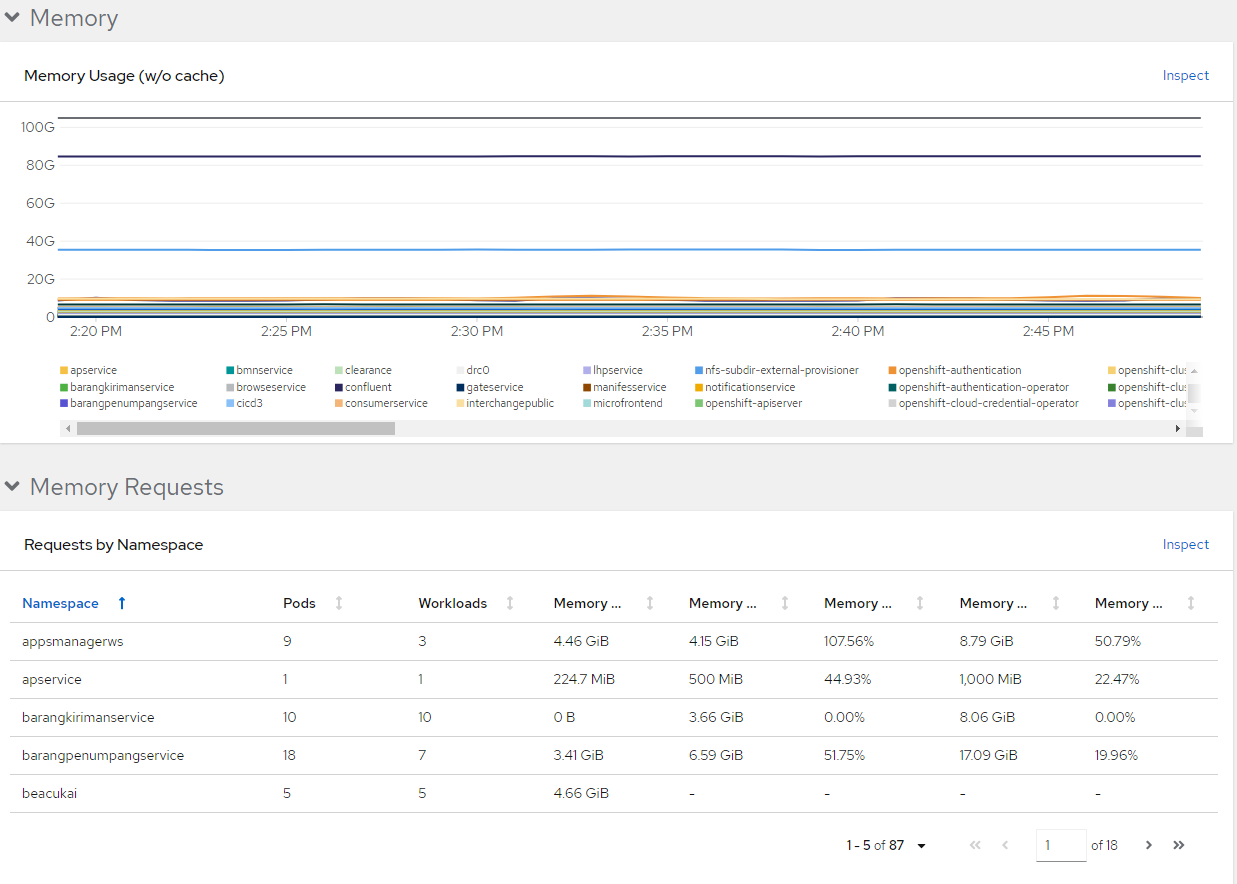 Memory
Memory Usage (w/o cache) Inspect
100G
80G
60G
40G
20G
0
2:20 PM 2:25 PM 2:30 PM 2:35 PM 2:40 PM 2:45 PM
apservice bmnservice clearance drc0 lhpservice nfs-subdir-external-provisioner openshift-authentication openshift-clus
barangkirimanservice browseservice confluent gateservice manifesservice notificationservice openshift-authentication-operator openshift-clus
barangpenumpangservice cicd3 consumerservice interchangepublic microfrontend openshift-apiserver openshift-cloud-credential-operator openshift-clus
Memory Requests
Requests by Namespace Inspect
Namespace Pods Workloads Memory ... Memory ... Memory ... Memory ... Memory ...
appsmanagerws 9 3 4.46 GiB 4.15 GiB 107.56% 8.79 GiB 50.79%
apservice 1 1 224.7 MiB 500 MiB 44.93% 1,000 MiB 22.47%
barangkirimanservice 10 10 0 B 3.66 GiB 0.00% 8.06 GiB 0.00%
barangpenumpangservice 18 7 3.41 GiB 6.59 GiB 51.75% 17.09 GiB 19.96%
beacukai 5 5 4.66 GiB - - - -
1 - 5 of 87 1 of 18